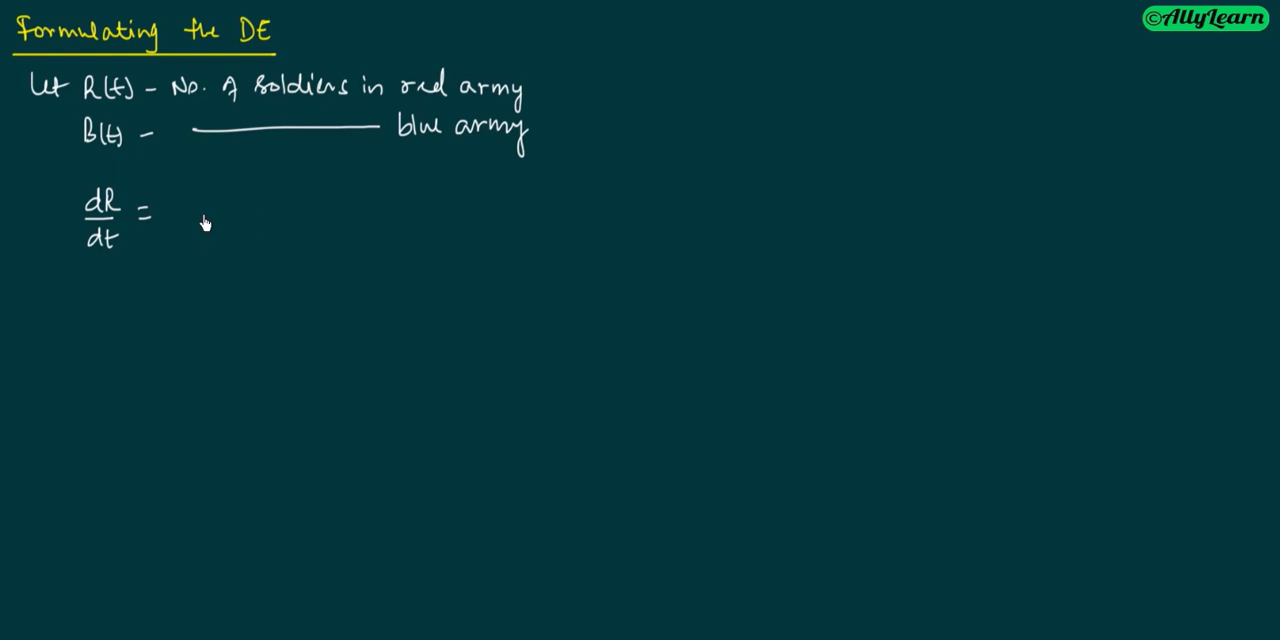 Formulating the DE
©AllyLearn
Let R(t) - No. of soldiers in red army
B(t) - ———— blue army
dR/dt =